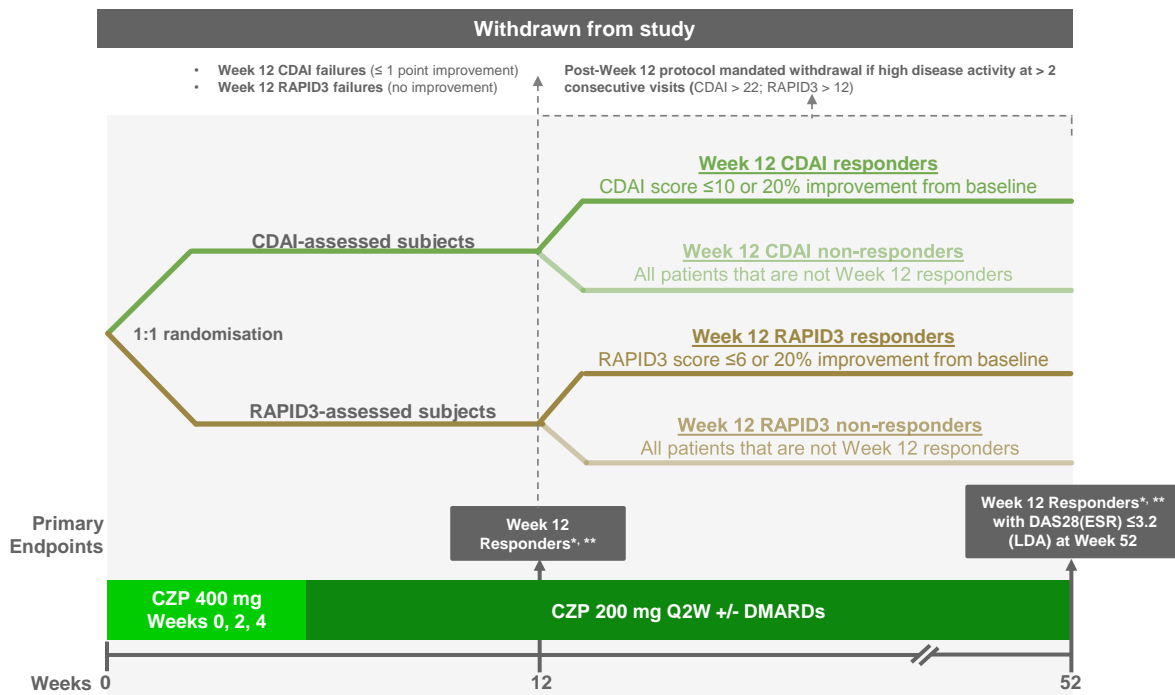 Withdrawn from study
• Week 12 CDAI failures (≤ 1 point improvement)
• Week 12 RAPID3 failures (no improvement)
Post-Week 12 protocol mandated withdrawal if high disease activity at > 2
consecutive visits (CDAI > 22; RAPID3 > 12)
Week 12 CDAI responders
CDAI score ≤10 or 20% improvement from baseline
CDAI-assessed subjects
Week 12 CDAI non-responders
All patients that are not Week 12 responders
1:1 randomisation
Week 12 RAPID3 responders
RAPID3 score ≤6 or 20% improvement from baseline
RAPID3-assessed subjects
Week 12 RAPID3 non-responders
All patients that are not Week 12 responders
Primary
Endpoints
Week 12
Responders*, **
Week 12 Responders*, **
with DAS28(ESR) ≤3.2
(LDA) at Week 52
CZP 400 mg
Weeks 0, 2, 4
CZP 200 mg Q2W +/- DMARDs
Weeks 0 12 52